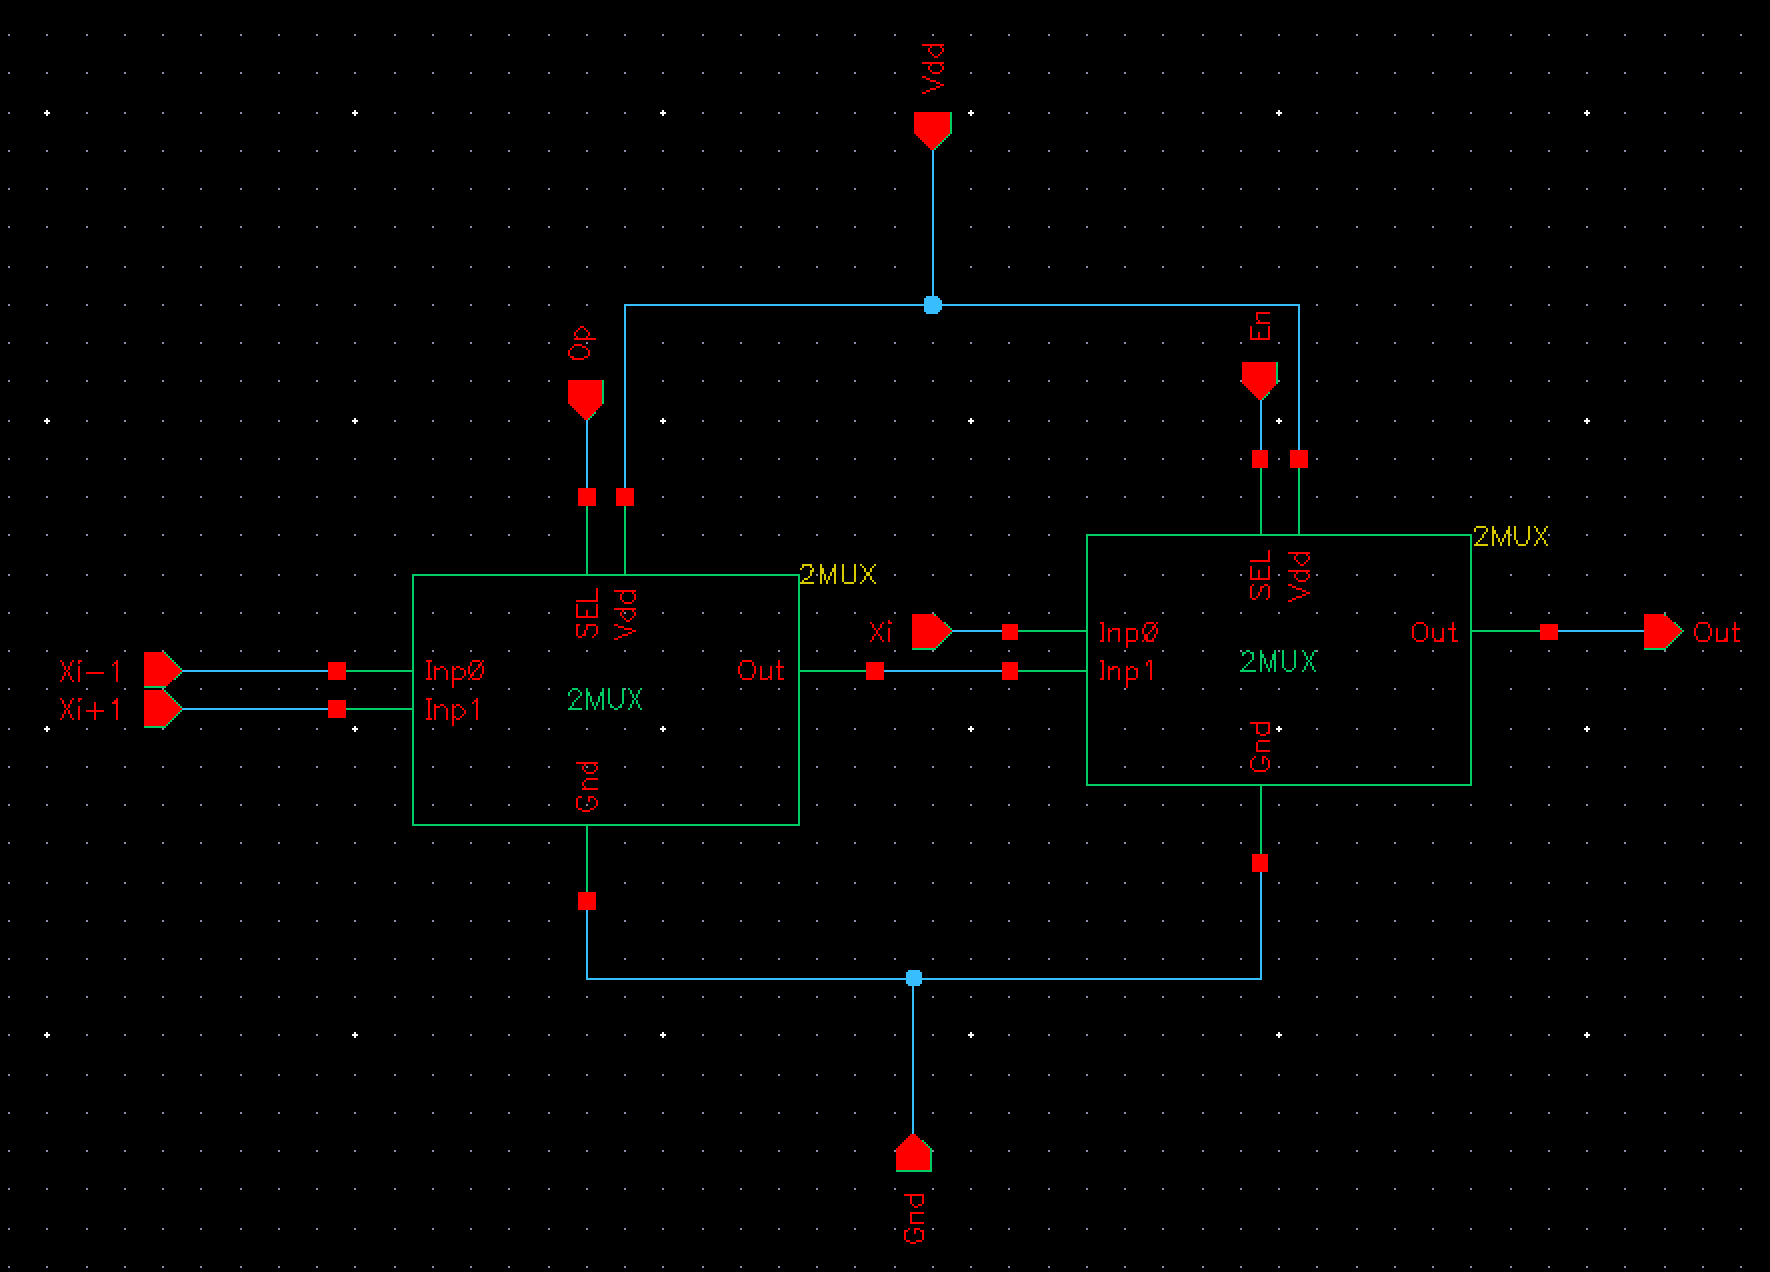 Vdd
Op
En
2MUX
2MUX
SEL
Vdd
SEL
Vdd
Xi
Inp0
Out
Out
Xi-1
Inp0
Out
Inp1
2MUX
Xi+1
Inp1
2MUX
Gnd
Gnd
Gnd